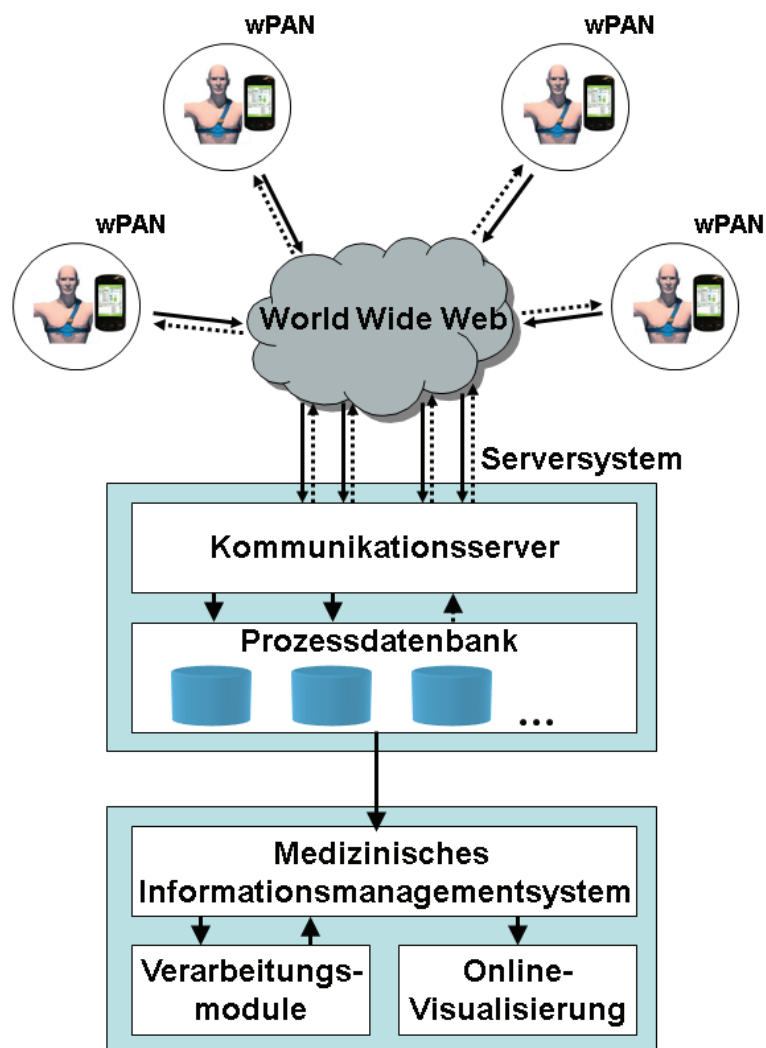 wPAN
wPAN
wPAN
wPAN
World Wide Web
Serversystem
Kommunikationsserver
Prozessdatenbank
...
Medizinisches
Informationsmanagementsystem
Verarbeitungs-
module
Online-
Visualisierung